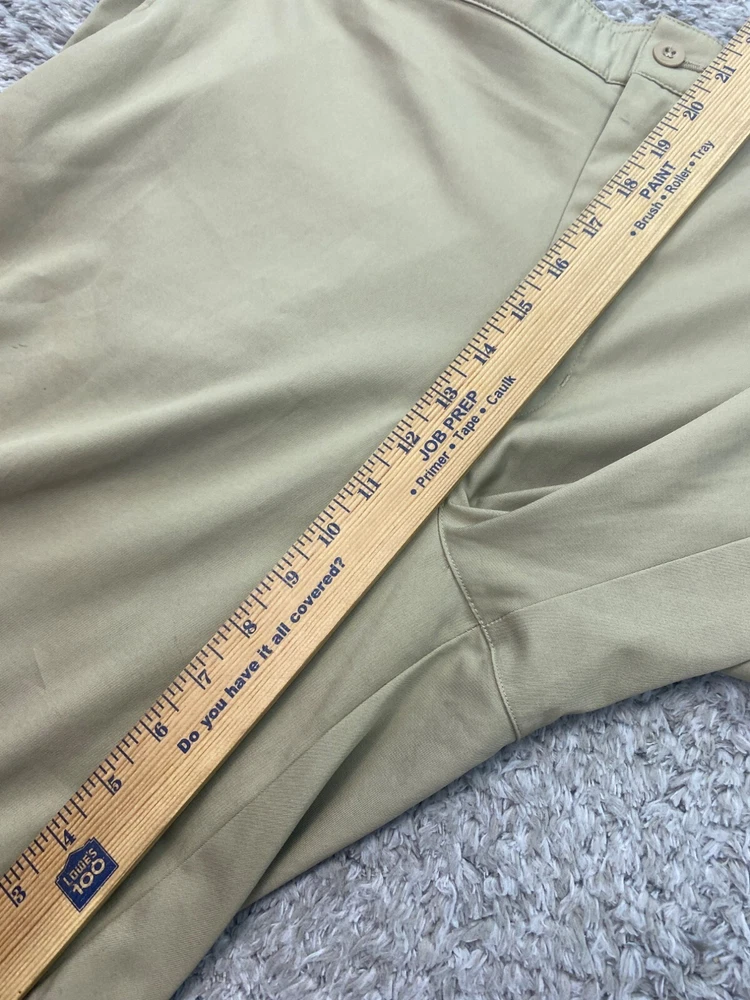 3 4 5 6 7 8 9 10 11 12 13 14 15 16 17 18 19 20 21
LOWE'S
100
Do you have it all covered?
JOB PREP
• Primer • Tape • Caulk
PAINT
• Brush • Roller • Tray